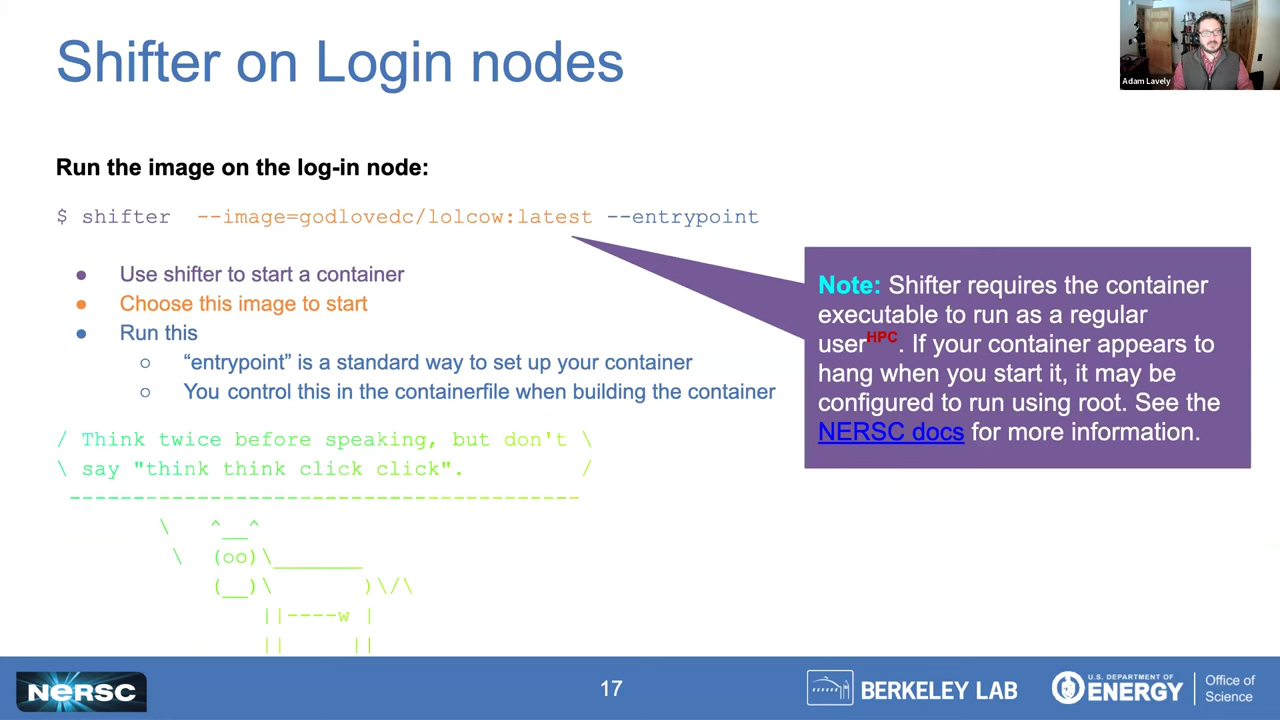 Shifter on Login nodes
Adam Lavely
Run the image on the log-in node:
$ shifter  --image=godlovedc/lolcow:latest --entrypoint
● Use shifter to start a container
● Choose this image to start
● Run this
○ “entrypoint” is a standard way to set up your container
○ You control this in the containerfile when building the container
Note: Shifter requires the container
executable to run as a regular
userHPC. If your container appears to
hang when you start it, it may be
configured to run using root. See the
NERSC docs for more information.
/ Think twice before speaking, but don't \
\ say "think think click click".         /
 ----------------------------------------
        \   ^__^
         \  (oo)\_______
            (__)\       )\/\
                ||----w |
                ||     ||
NERSC
17
BERKELEY LAB
U.S. DEPARTMENT OF
ENERGY
Office of
Science